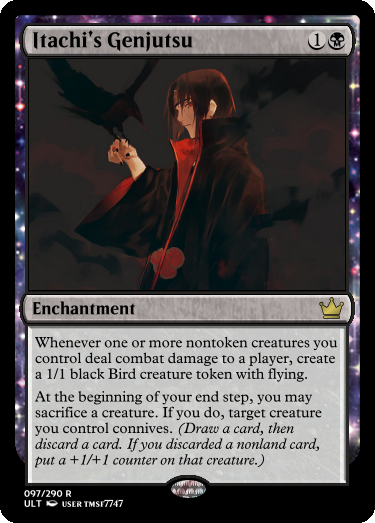 Itachi's Genjutsu
1
Enchantment
Whenever one or more nontoken creatures you
control deal combat damage to a player, create
a 1/1 black Bird creature token with flying.
At the beginning of your end step, you may
sacrifice a creature. If you do, target creature
you control connives. (Draw a card, then
discard a card. If you discarded a nonland card,
put a +1/+1 counter on that creature.)
097/290 R
ULT USER TMSI7747